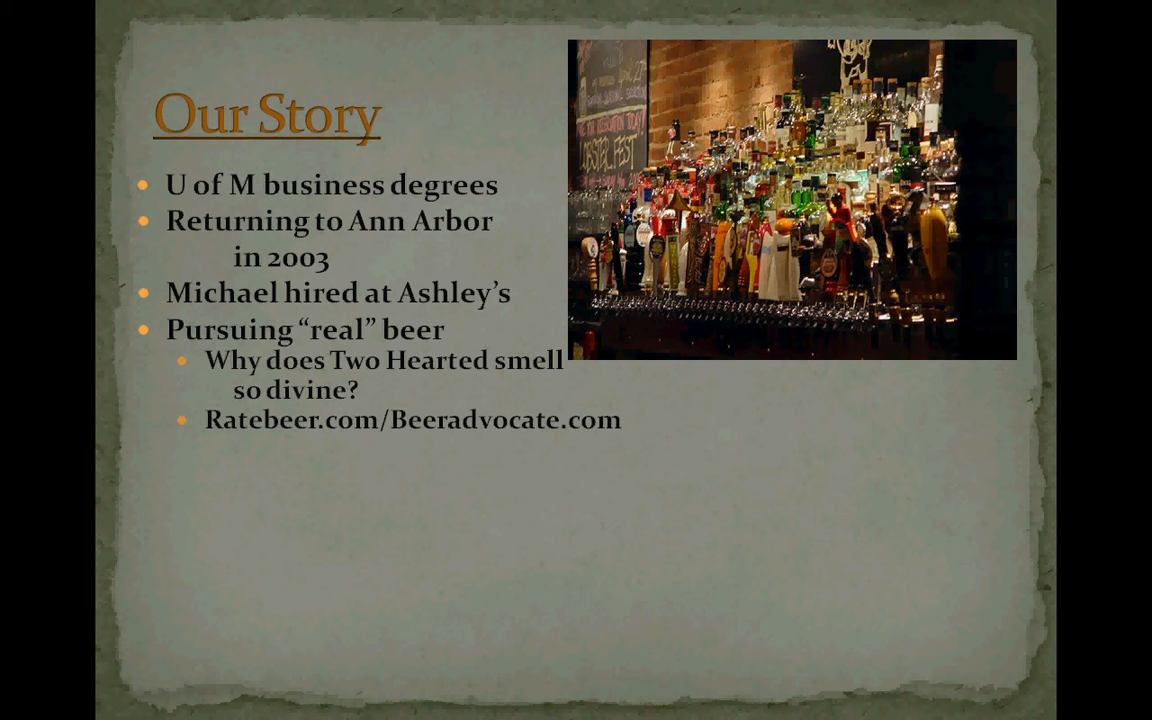 Our Story
U of M business degrees
Returning to Ann Arbor
in 2003
Michael hired at Ashley’s
Pursuing “real” beer
Why does Two Hearted smell
so divine?
Ratebeer.com/Beeradvocate.com